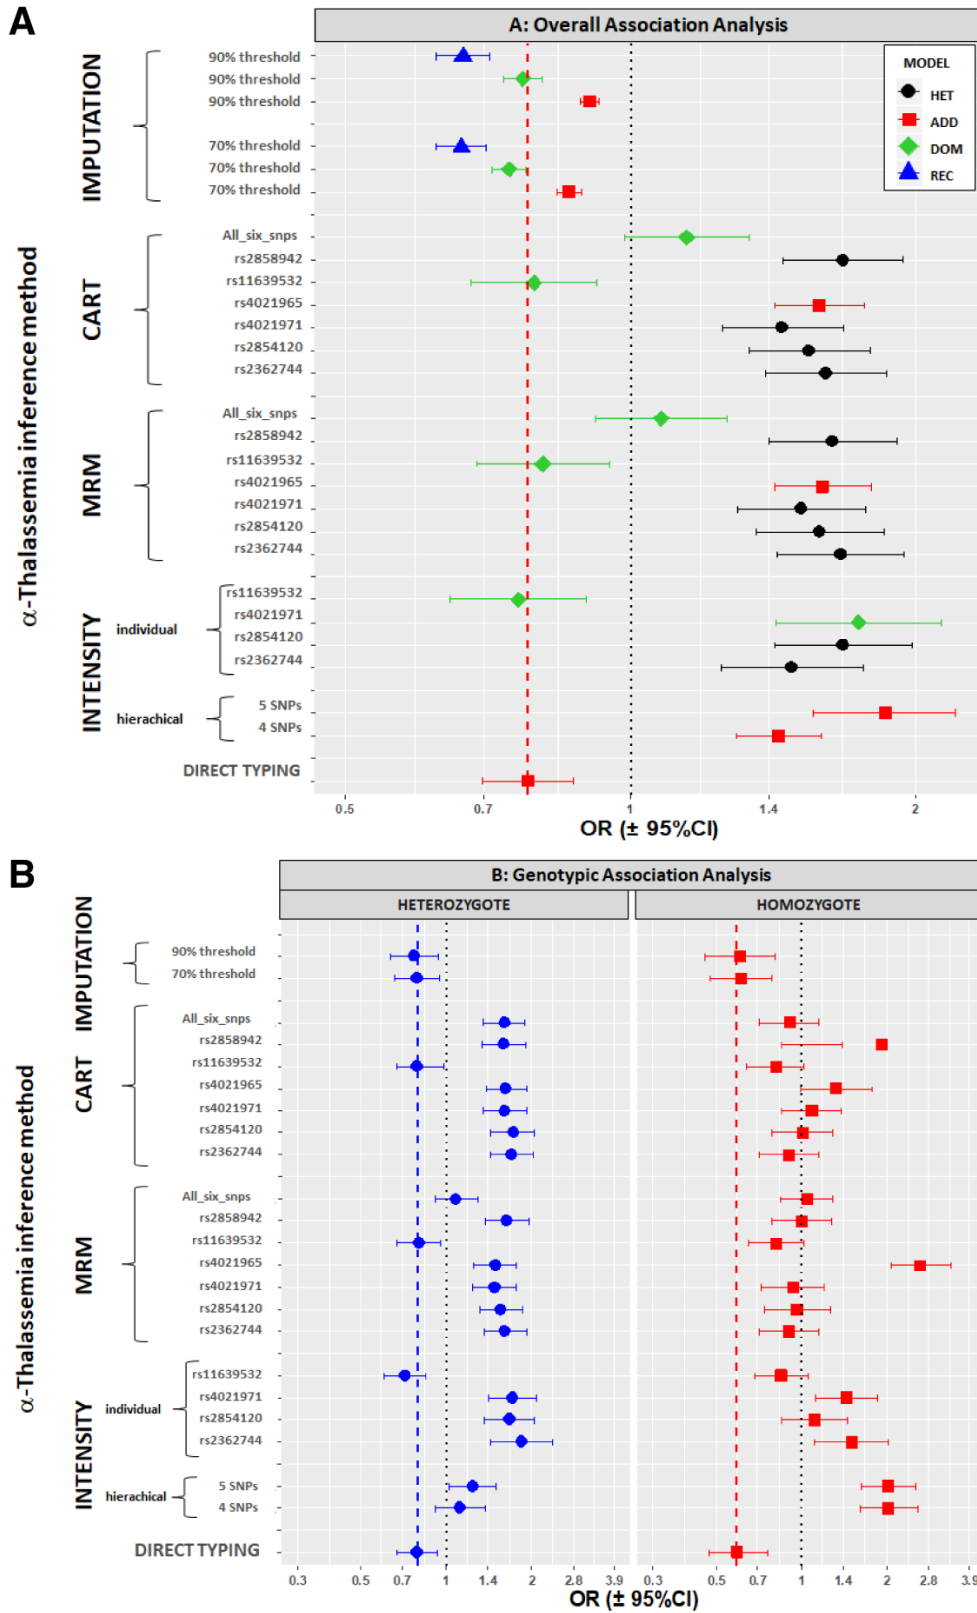 A
A: Overall Association Analysis
α-Thalassemia inference method
IMPUTATION
90% threshold
90% threshold
90% threshold
70% threshold
70% threshold
70% threshold
CART
All_six_snps
rs2858942
rs11639532
rs4021965
rs4021971
rs2854120
rs2362744
MRM
All_six_snps
rs2858942
rs11639532
rs4021965
rs4021971
rs2854120
rs2362744
INTENSITY
individual
rs11639532
rs4021971
rs2854120
rs2362744
hierachical
5 SNPs
4 SNPs
DIRECT TYPING
MODEL
HET
ADD
DOM
REC
0.5 0.7 1 1.4 2
OR (± 95%CI)
B
B: Genotypic Association Analysis
HETEROZYGOTE HOMOZYGOTE
α-Thalassemia inference method
IMPUTATION
90% threshold
70% threshold
CART
All_six_snps
rs2858942
rs11639532
rs4021965
rs4021971
rs2854120
rs2362744
MRM
All_six_snps
rs2858942
rs11639532
rs4021965
rs4021971
rs2854120
rs2362744
INTENSITY
individual
rs11639532
rs4021971
rs2854120
rs2362744
hierachical
5 SNPs
4 SNPs
DIRECT TYPING
0.3 0.5 0.7 1 1.4 2 2.8 3.9 0.3 0.5 0.7 1 1.4 2 2.8 3.9
OR (± 95%CI)